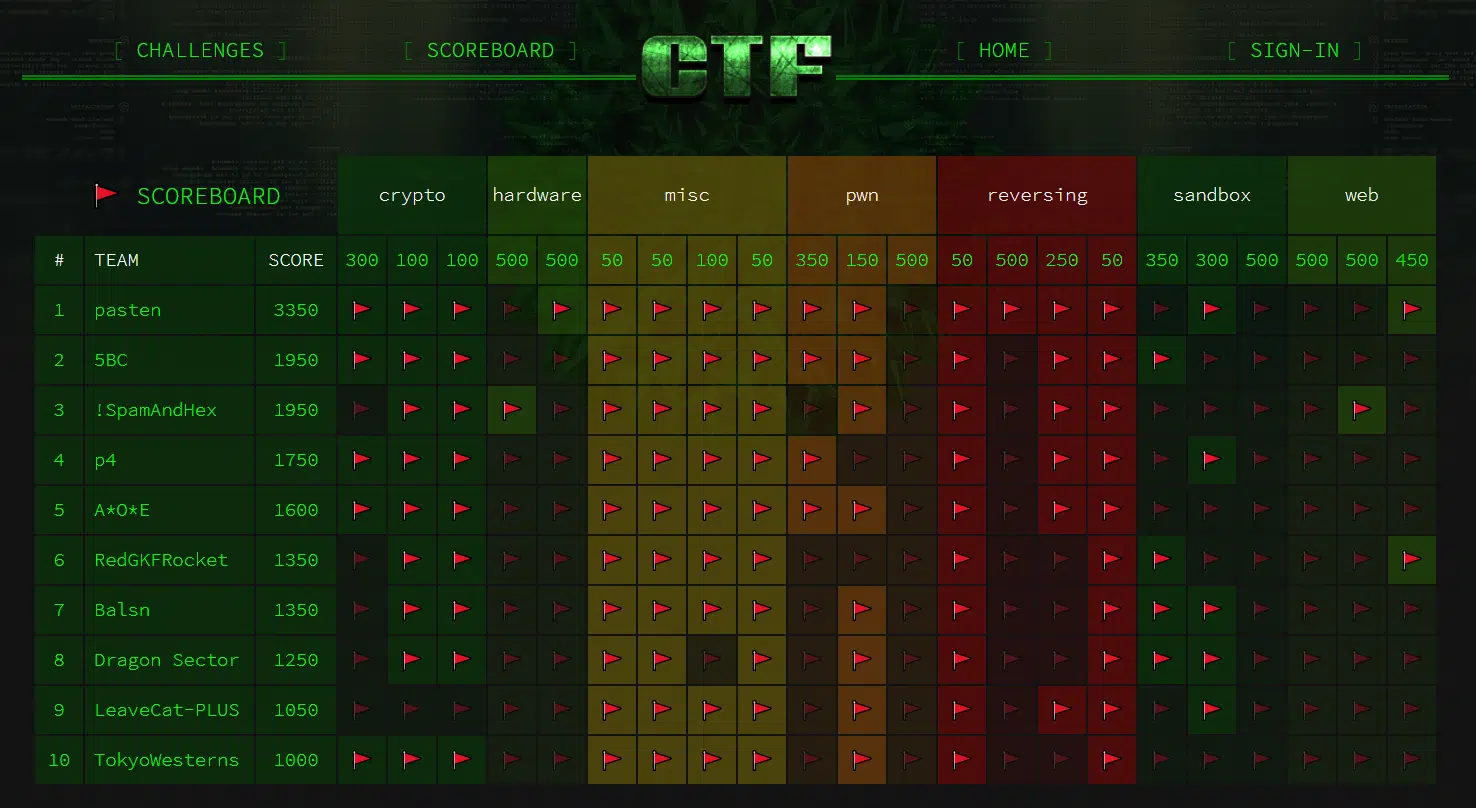 [ CHALLENGES ] [ SCOREBOARD ] CTF [ HOME ] [ SIGN-IN ]
SCOREBOARD crypto hardware misc pwn reversing sandbox web
# TEAM SCORE 300 100 100 500 500 50 50 100 50 350 150 500 50 500 250 50 350 300 500 500 500 450
1 pasten 3350
2 5BC 1950
3 !SpamAndHex 1950
4 p4 1750
5 A*O*E 1600
6 RedGKFRocket 1350
7 Balsn 1350
8 Dragon Sector 1250
9 LeaveCat-PLUS 1050
10 TokyoWesterns 1000